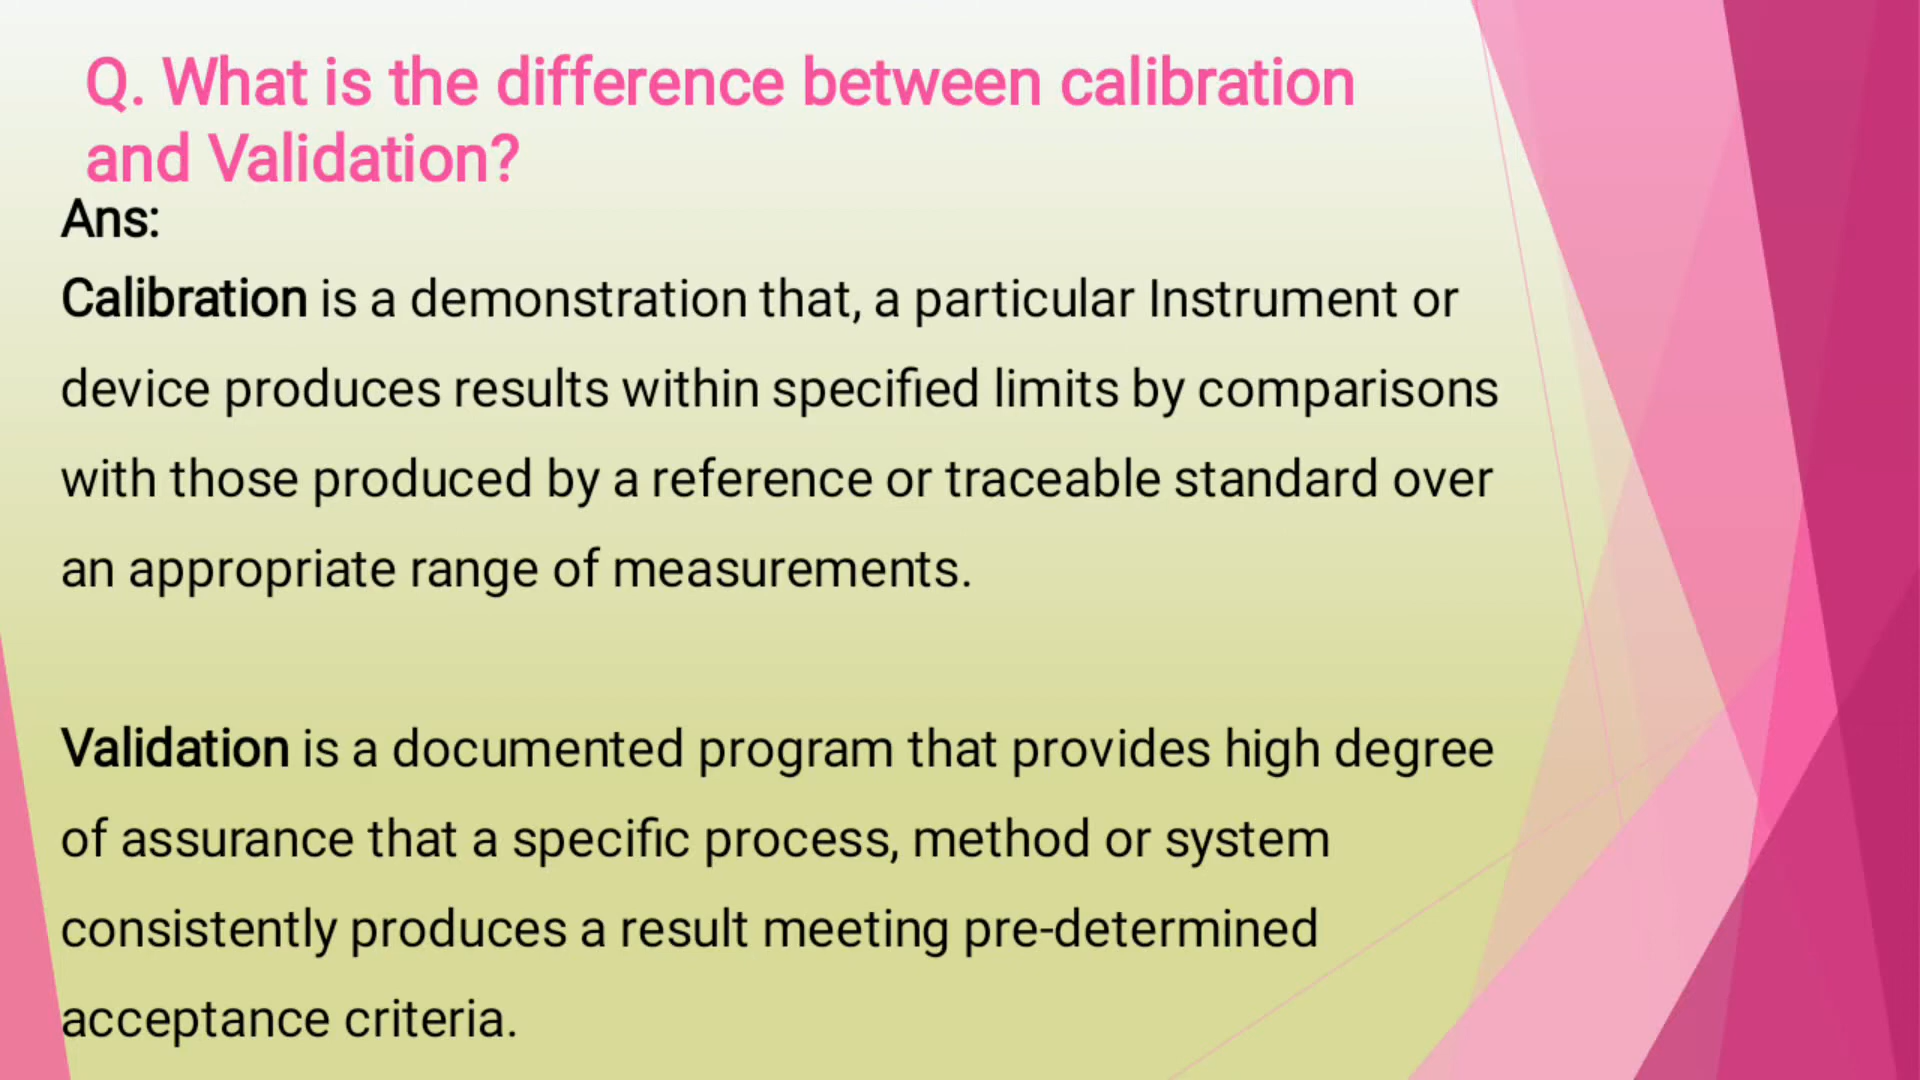 Q. What is the difference between calibration
and Validation?
Ans:
Calibration is a demonstration that, a particular Instrument or
device produces results within specified limits by comparisons
with those produced by a reference or traceable standard over
an appropriate range of measurements.
Validation is a documented program that provides high degree
of assurance that a specific process, method or system
consistently produces a result meeting pre-determined
acceptance criteria.